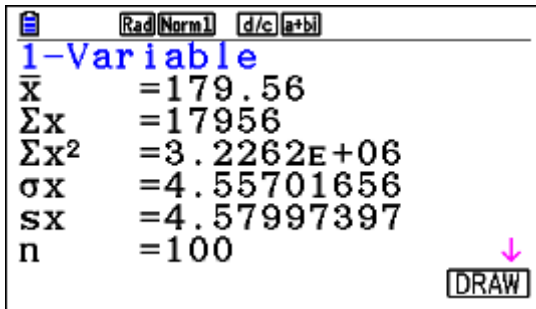 Rad Norm1 d/c a+bi
1-Variable
x̄ =179.56
Σx =17956
Σx² =3.2262ᴇ+06
σx =4.55701656
sx =4.57997397
n =100
↓
DRAW